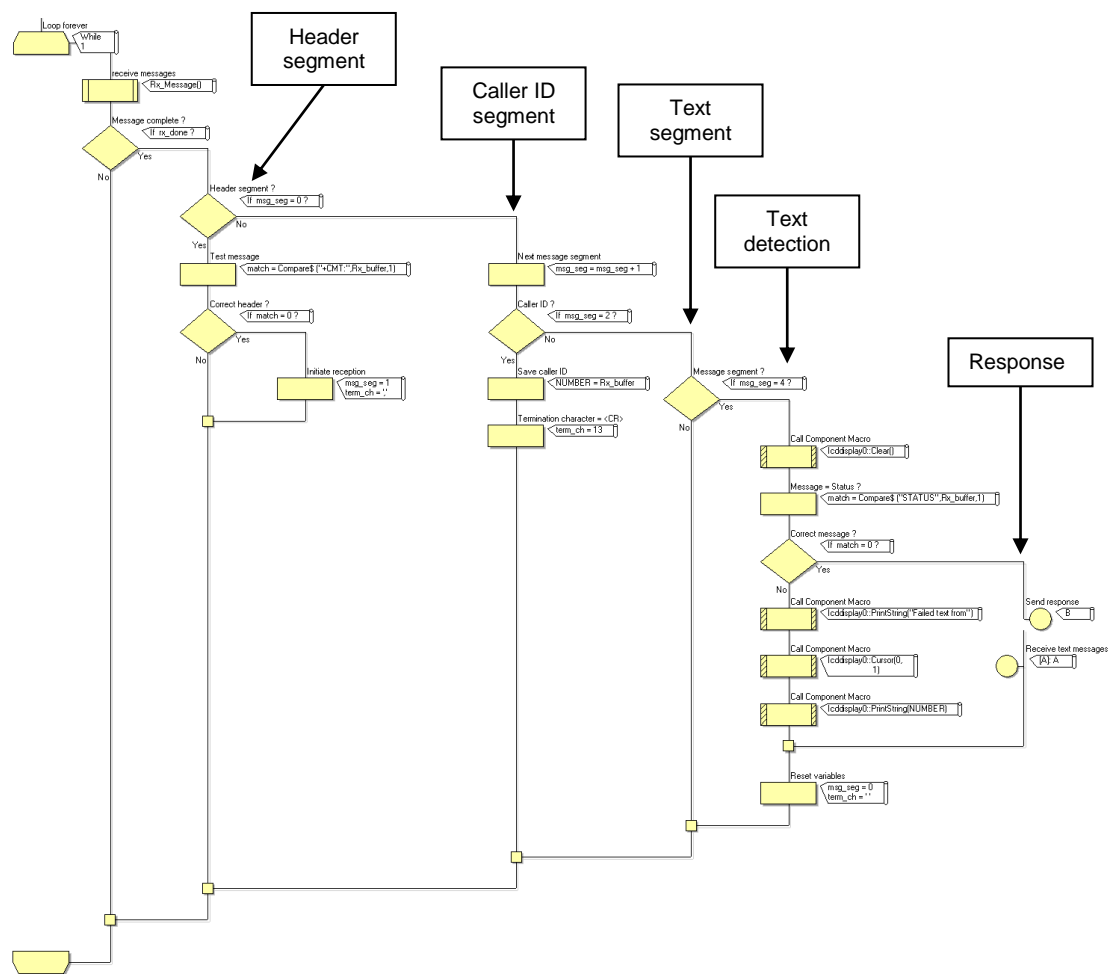 Loop forever
While
1
receive messages
Rx_Message()
Message complete ?
If rx_done ?
Yes
No
Header
segment
Header segment ?
If msg_seg = 0 ?
No
Yes
Test message
match = Compare$ ("+CMT:",Rx_buffer,1)
Correct header ?
If match = 0 ?
Yes
No
Initiate reception
msg_seg = 1
term_ch = ','
Caller ID
segment
Next message segment
msg_seg = msg_seg + 1
Caller ID ?
If msg_seg = 2 ?
No
Yes
Save caller ID
NUMBER = Rx_buffer
Termination character = <CR>
term_ch = 13
Text
segment
Message segment ?
If msg_seg = 4 ?
Yes
No
Text
detection
Call Component Macro
lcddisplay0::Clear()
Message = Status ?
match = Compare$ ("STATUS",Rx_buffer,1)
Correct message ?
If match = 0 ?
Yes
No
Call Component Macro
lcddisplay0::PrintString("Failed text from")
Call Component Macro
lcddisplay0::Cursor(0,
1)
Call Component Macro
lcddisplay0::PrintString(NUMBER)
Response
Send response
B
Receive text messages
[A]: A
Reset variables
msg_seg = 0
term_ch = ' '